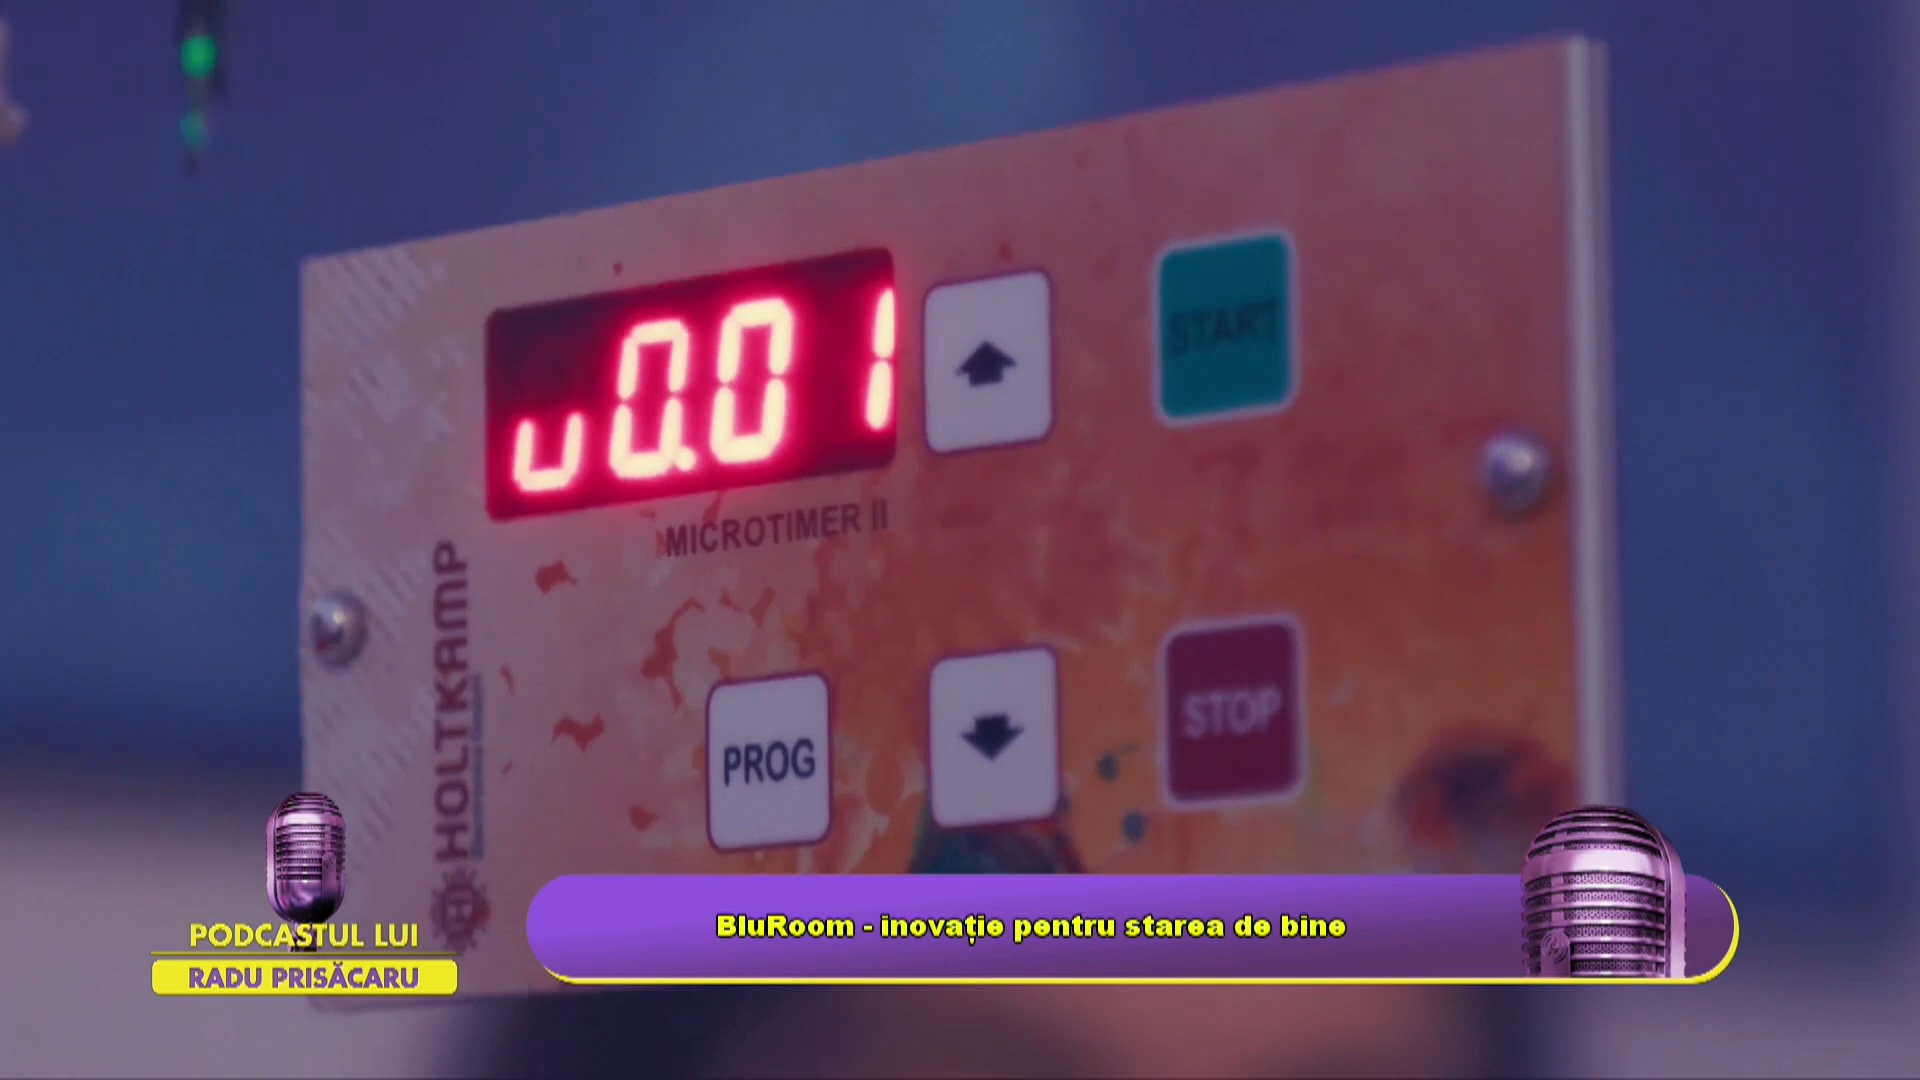 u0.01
MICROTIMER II
START
HOLTKAMP
PROG
STOP
PODCASTUL LUI
RADU PRISĂCARU
BluRoom - inovație pentru starea de bine